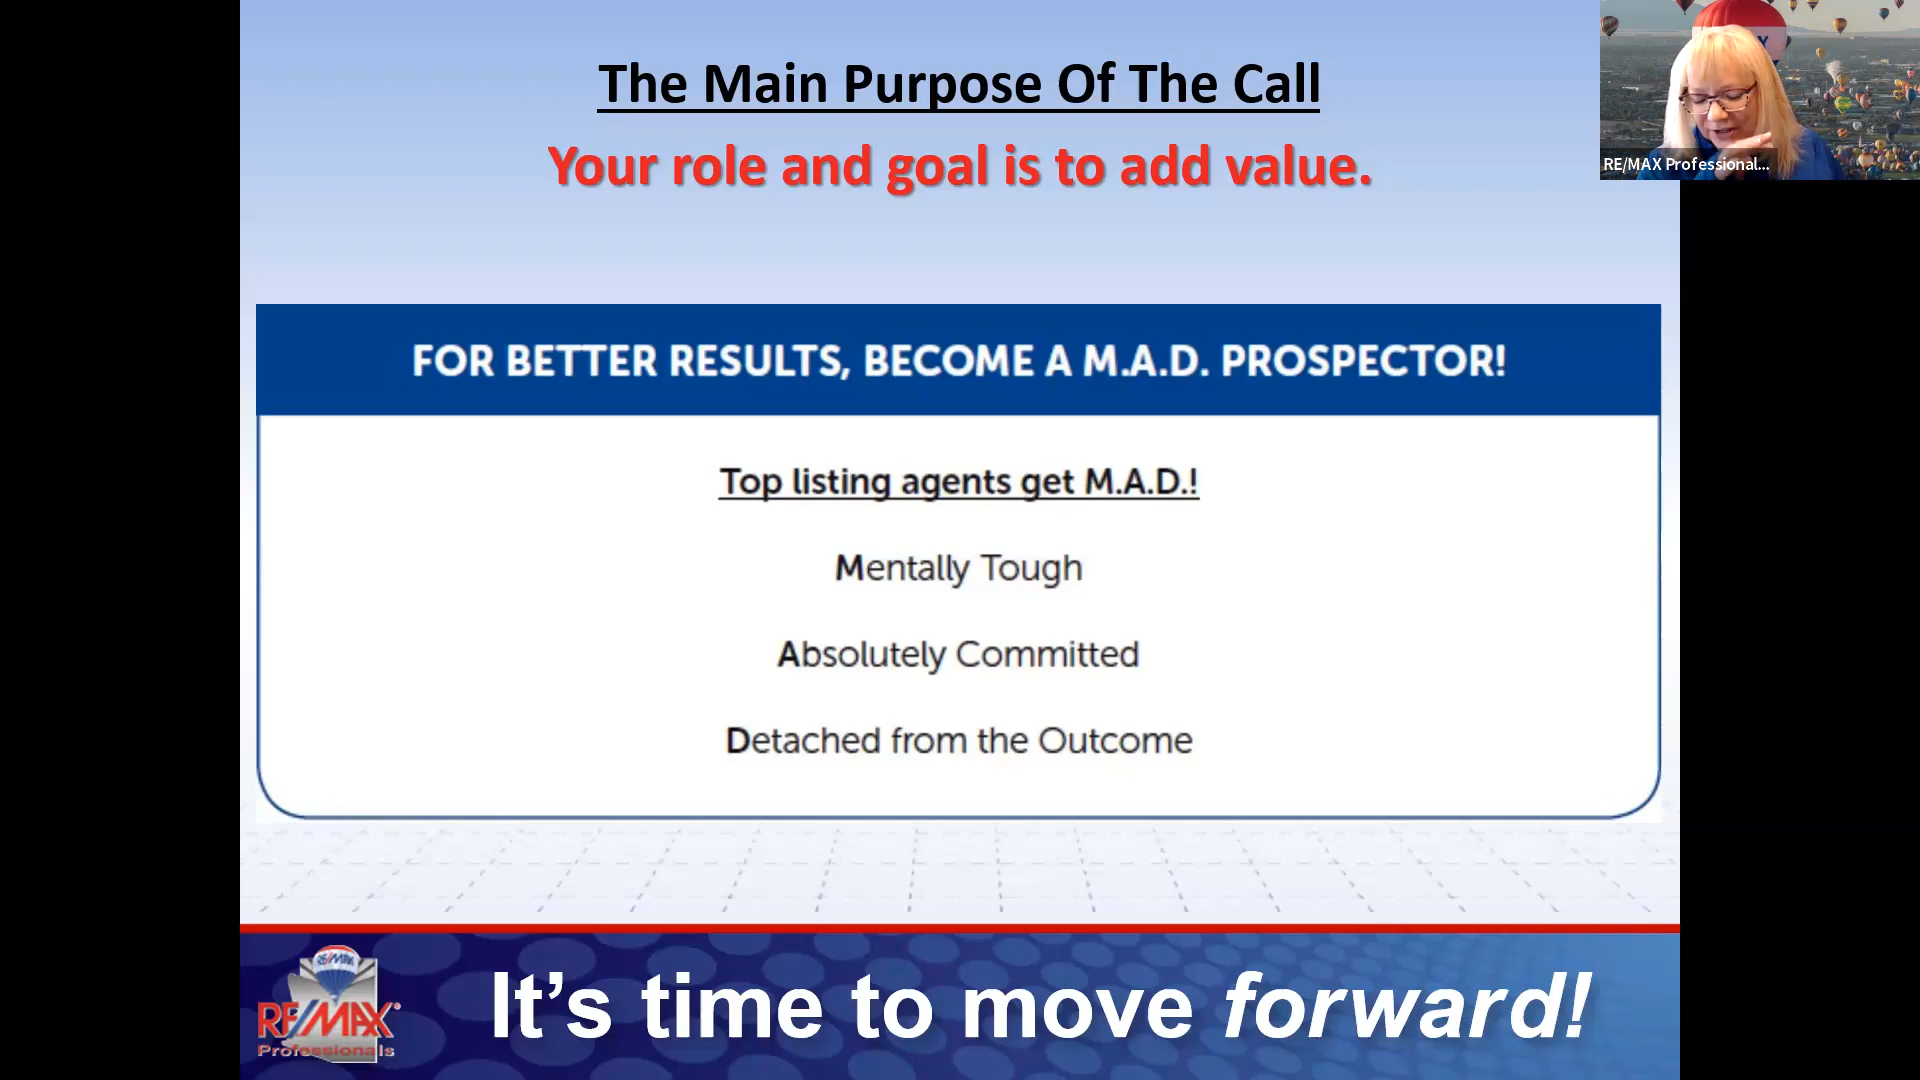 The Main Purpose Of The Call
Your role and goal is to add value.
RE/MAX Professional...
FOR BETTER RESULTS, BECOME A M.A.D. PROSPECTOR!
Top listing agents get M.A.D.!
Mentally Tough
Absolutely Committed
Detached from the Outcome
RE/MAX
RE/MAX
Professionals
It’s time to move forward!